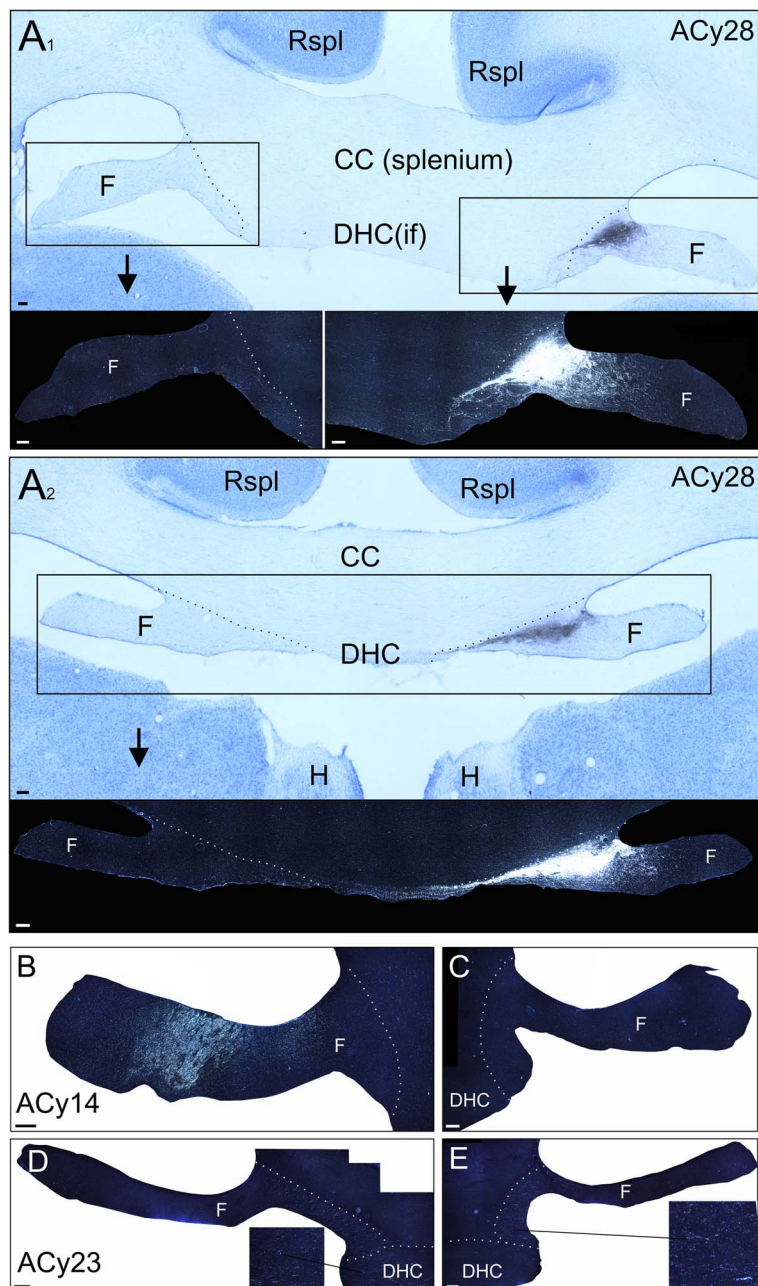 A1 Rspl Rspl ACy28
CC (splenium)
F DHC(if) F
F F
A2 Rspl Rspl ACy28
CC
F DHC F
H H
F F
B C
F F
ACy14 DHC
D E
F F
ACy23 DHC DHC